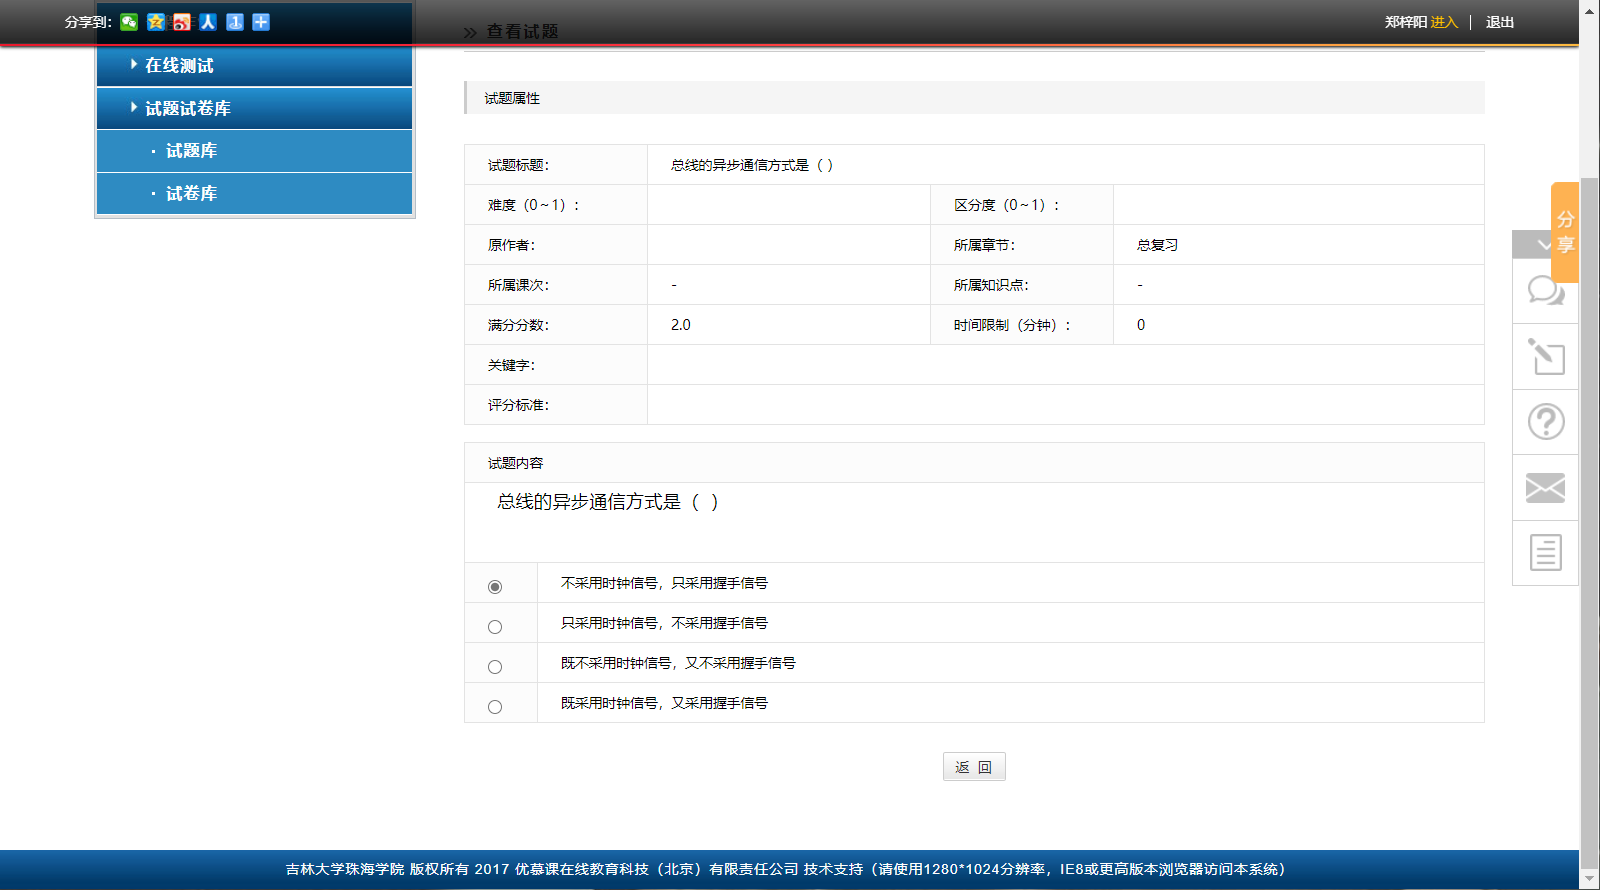 分享到:
郑梓阳 进入 | 退出
» 查看试题
在线测试
试题试卷库
· 试题库
· 试卷库
试题属性
试题标题: 总线的异步通信方式是（ ）
难度（0~1）: 区分度（0~1）:
原作者: 所属章节: 总复习
所属课次: - 所属知识点: -
满分分数: 2.0 时间限制（分钟）: 0
关键字:
评分标准:
试题内容
总线的异步通信方式是（ ）
不采用时钟信号，只采用握手信号
只采用时钟信号，不采用握手信号
既不采用时钟信号，又不采用握手信号
既采用时钟信号，又采用握手信号
返 回
分
享
吉林大学珠海学院 版权所有 2017 优慕课在线教育科技（北京）有限责任公司 技术支持（请使用1280*1024分辨率，IE8或更高版本浏览器访问本系统）